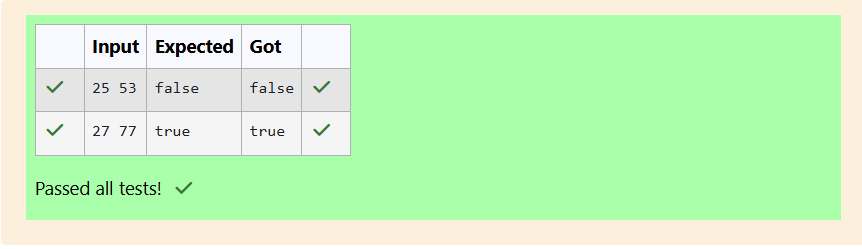 Input Expected Got
25 53 false false
27 77 true true
Passed all tests!